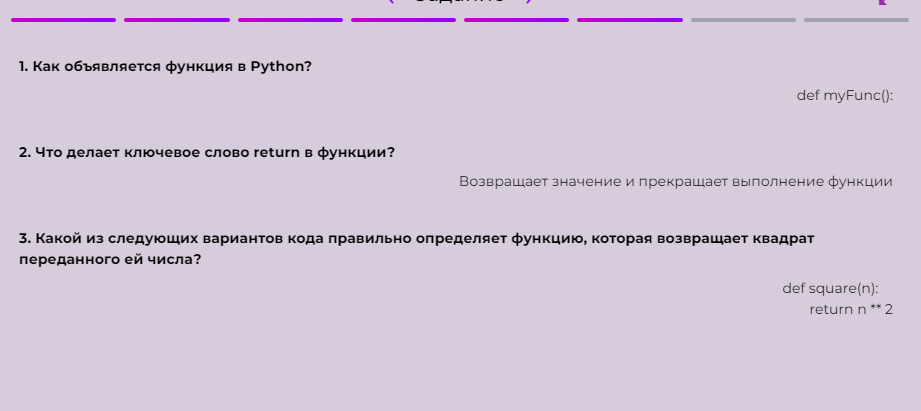 Задание
1. Как объявляется функция в Python?
def myFunc():
2. Что делает ключевое слово return в функции?
Возвращает значение и прекращает выполнение функции
3. Какой из следующих вариантов кода правильно определяет функцию, которая возвращает квадрат
переданного ей числа?
def square(n):
return n ** 2